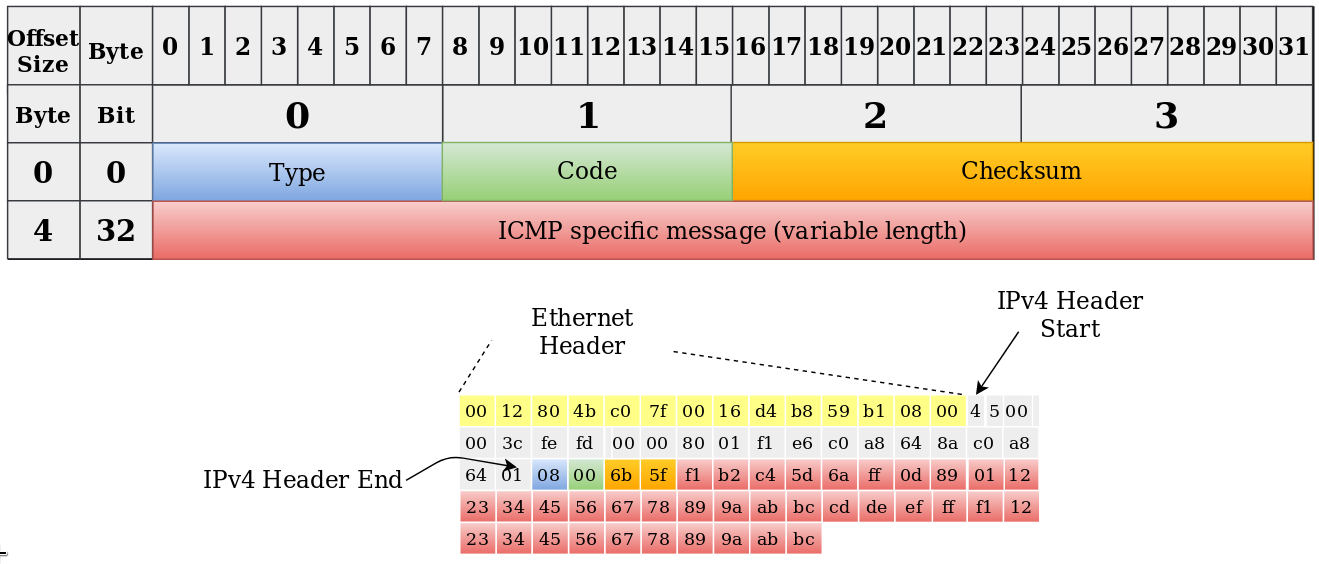 Offset Size Byte 0 1 2 3 4 5 6 7 8 9 10 11 12 13 14 15 16 17 18 19 20 21 22 23 24 25 26 27 28 29 30 31
Byte Bit 0 1 2 3
0 0 Type Code Checksum
4 32 ICMP specific message (variable length)
IPv4 Header
Start
Ethernet
Header
00 12 80 4b c0 7f 00 16 d4 b8 59 b1 08 00 4 5 00
00 3c fe fd 00 00 80 01 f1 e6 c0 a8 64 8a c0 a8
IPv4 Header End
64 01 08 00 6b 5f f1 b2 c4 5d 6a ff 0d 89 01 12
23 34 45 56 67 78 89 9a ab bc cd de ef ff f1 12
23 34 45 56 67 78 89 9a ab bc